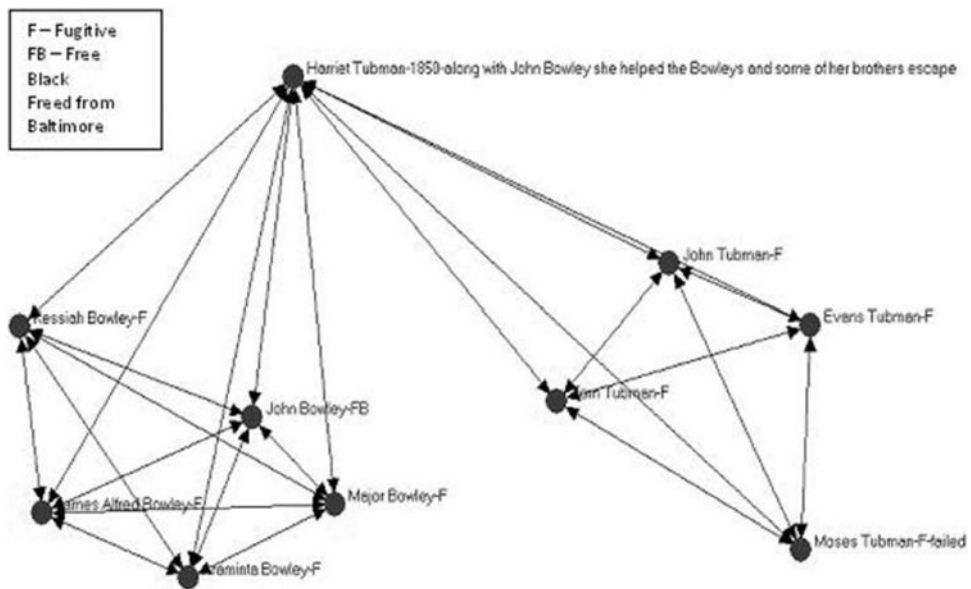 F – Fugitive
FB – Free
Black
Freed from
Baltimore
Harriet Tubman-1850-along with John Bowley she helped the Bowleys and some of her brothers escape
John Tubman-F
Evans Tubman-F
Kessiah Bowley-F
Tubman-F
John Bowley-FB
James Alfred Bowley-F
Major Bowley-F
Moses Tubman-F-failed
Araminta Bowley-F